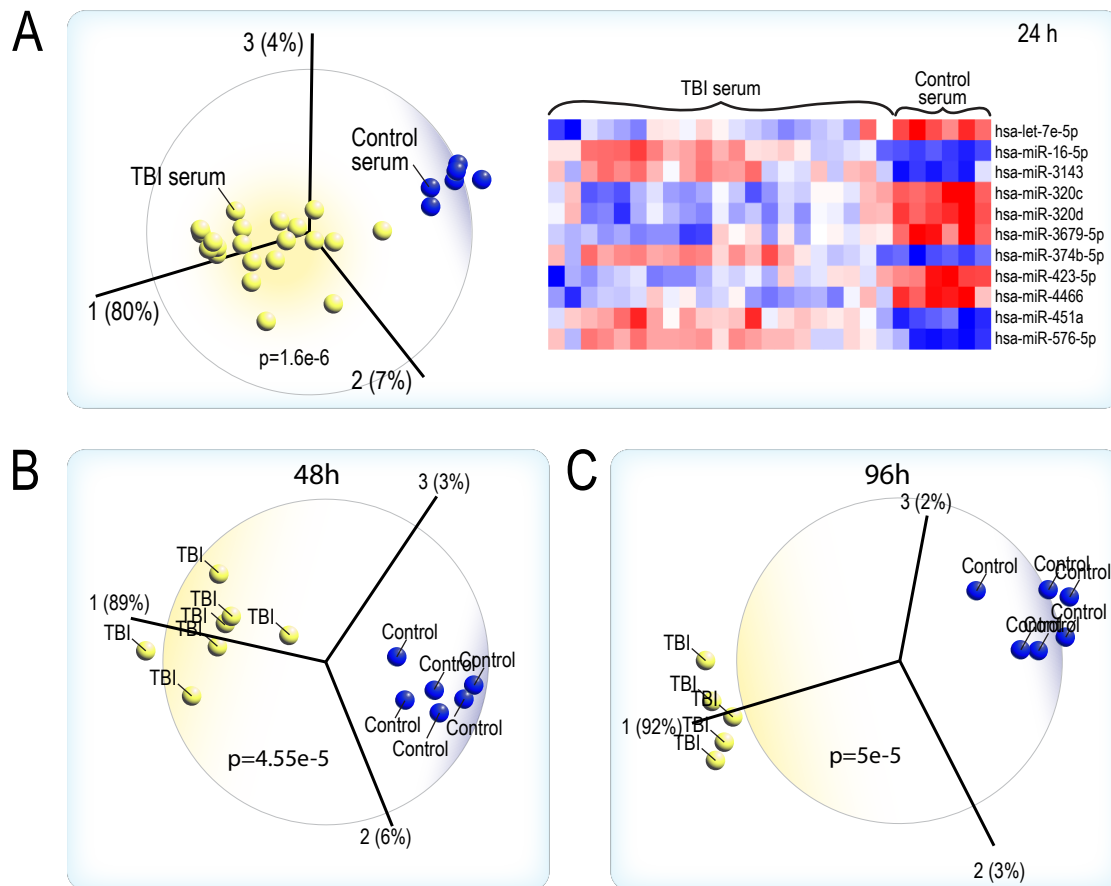 A
24 h
3 (4%)
TBI serum
Control
serum
Control
serum
TBI serum
hsa-let-7e-5p
hsa-miR-16-5p
hsa-miR-3143
hsa-miR-320c
hsa-miR-320d
hsa-miR-3679-5p
hsa-miR-374b-5p
hsa-miR-423-5p
hsa-miR-4466
hsa-miR-451a
hsa-miR-576-5p
1 (80%)
p=1.6e-6
2 (7%)
B
48h
3 (3%)
TBI
1 (89%)
TBI
TBI
TBI
TBI
TBI
TBI
Control
Control
Control
Control
Control
Control
p=4.55e-5
2 (6%)
C
96h
3 (2%)
Control
Control
Control
Control
Control
Control
TBI
TBI
TBI
1 (92%)
TBI
TBI
p=5e-5
2 (3%)